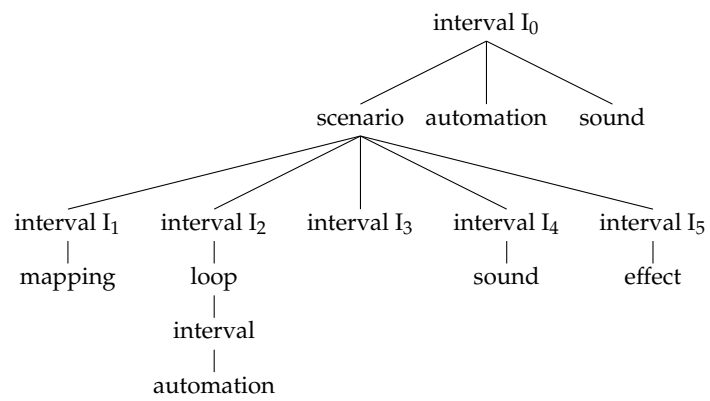 interval I₀
scenario automation sound
interval I₁ interval I₂ interval I₃ interval I₄ interval I₅
mapping loop sound effect
interval
automation